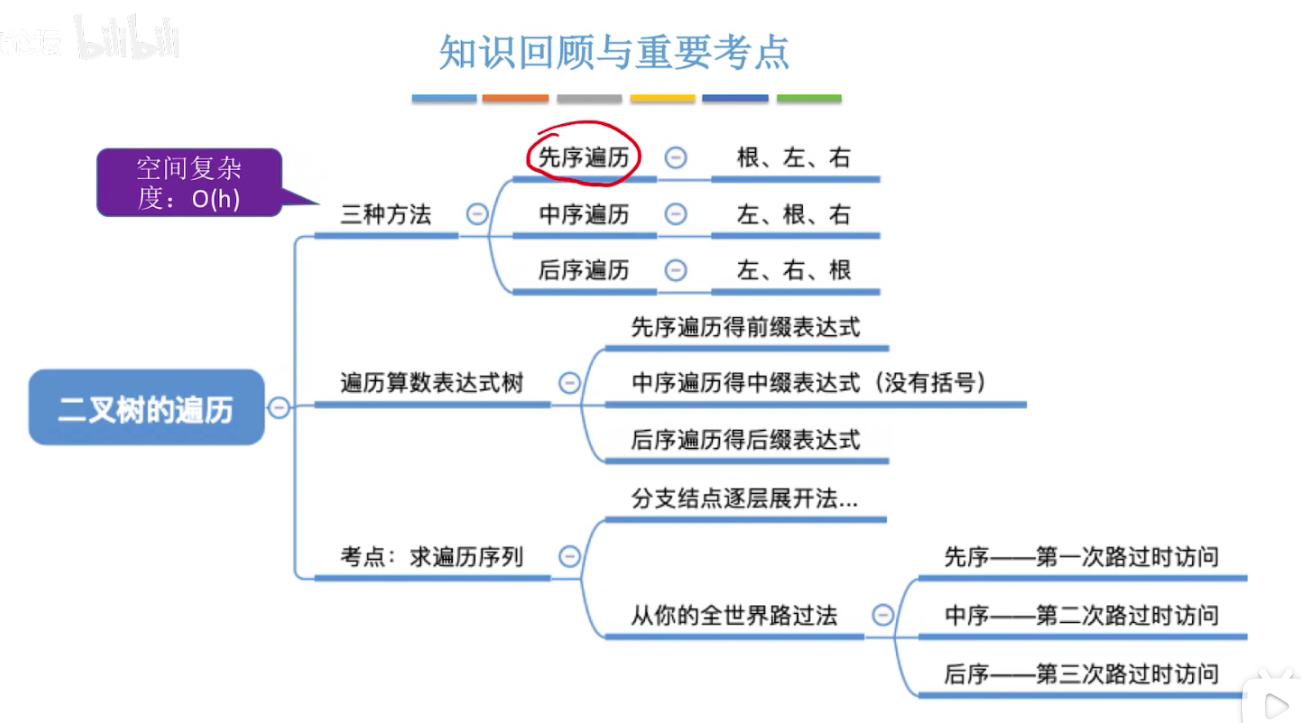 bilibili
知识回顾与重要考点
空间复杂
度：O(h)
先序遍历
根、左、右
三种方法
中序遍历
左、根、右
后序遍历
左、右、根
先序遍历得前缀表达式
遍历算数表达式树
中序遍历得中缀表达式（没有括号）
后序遍历得后缀表达式
二叉树的遍历
分支结点逐层展开法...
考点：求遍历序列
从你的全世界路过法
先序——第一次路过时访问
中序——第二次路过时访问
后序——第三次路过时访问